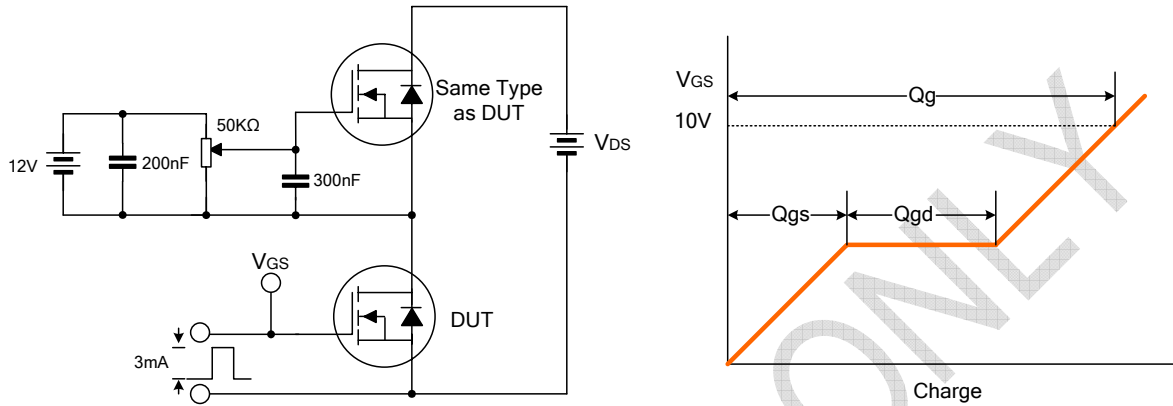 Same Type
as DUT
50KΩ
12V
200nF
300nF
VDS
VGS
DUT
3mA
VGS
10V
Qg
Qgs
Qgd
Charge
ONLY